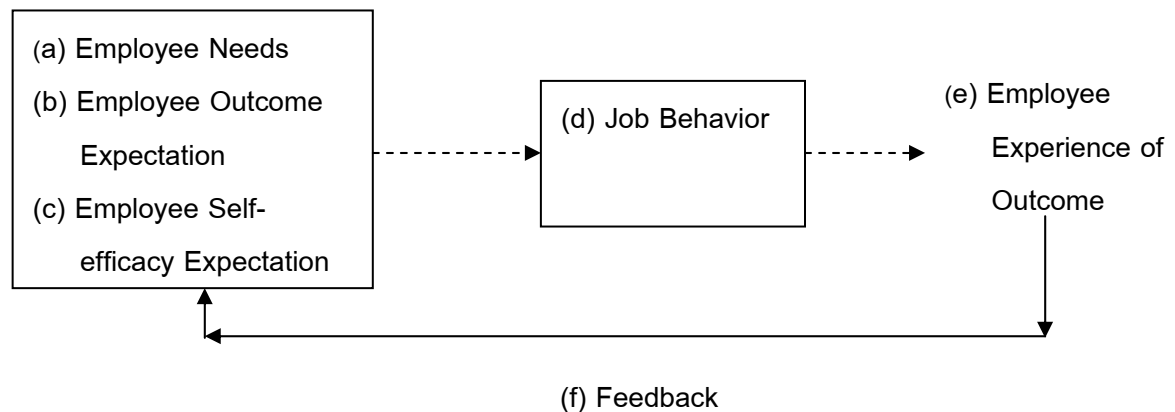 (a) Employee Needs
(b) Employee Outcome
Expectation
(c) Employee Self-
efficacy Expectation
(d) Job Behavior
(e) Employee
Experience of
Outcome
(f) Feedback